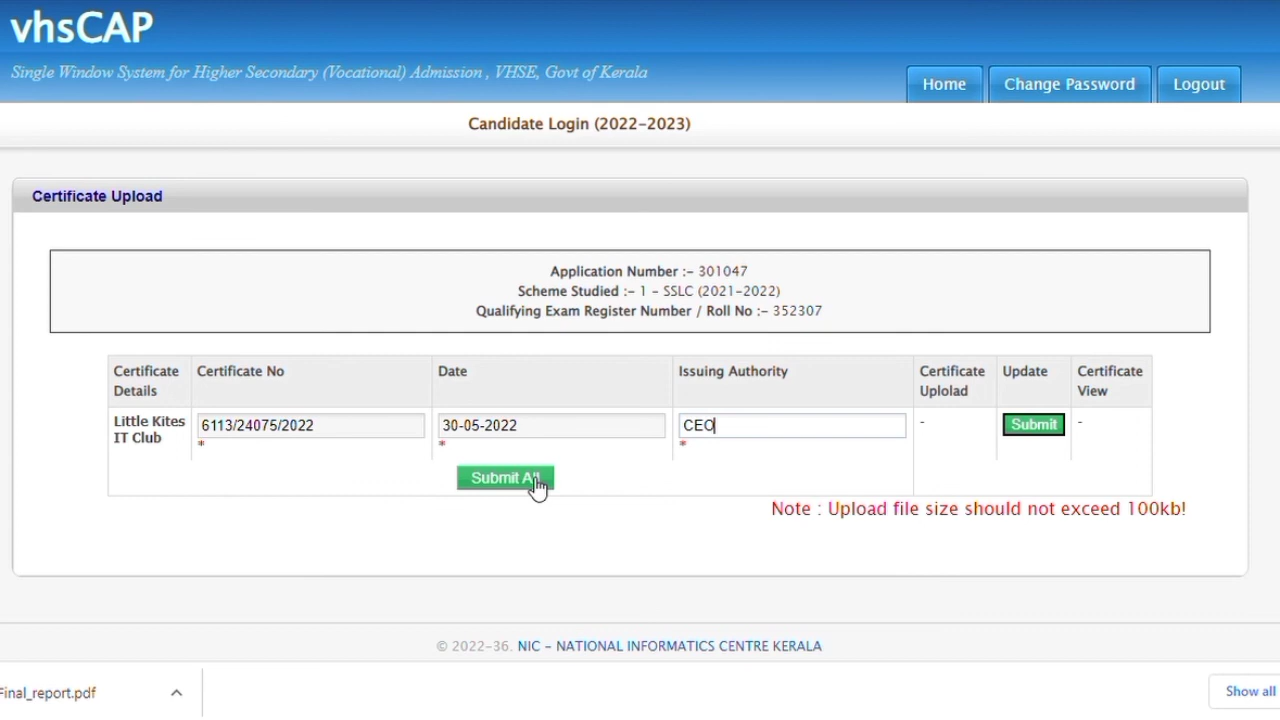 vhsCAP
Single Window System for Higher Secondary (Vocational) Admission , VHSE, Govt of Kerala
Home
Change Password
Logout
Candidate Login (2022-2023)
Certificate Upload
Application Number :- 301047
Scheme Studied :- 1 - SSLC (2021-2022)
Qualifying Exam Register Number / Roll No :- 352307
Certificate Details
Certificate No
Date
Issuing Authority
Certificate Uplolad
Update
Certificate View
Little Kites IT Club
6113/24075/2022
*
30-05-2022
*
CEO
*
-
Submit
-
Submit All
Note : Upload file size should not exceed 100kb!
© 2022-36. NIC - NATIONAL INFORMATICS CENTRE KERALA
Final_report.pdf
Show all